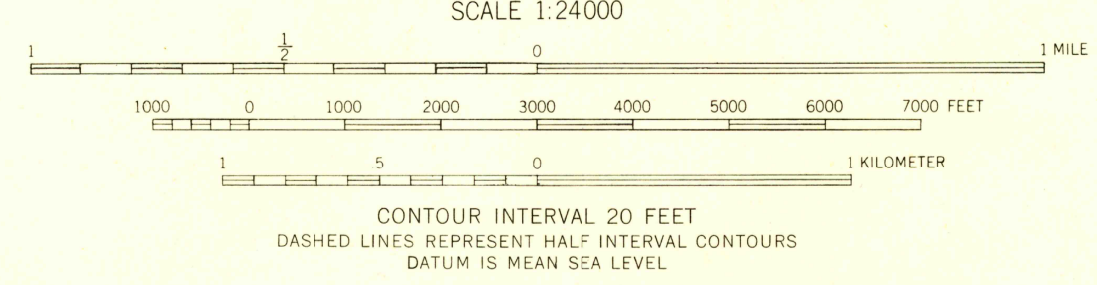 SCALE 1:24000
1 1/2 0 1 MILE
1000 0 1000 2000 3000 4000 5000 6000 7000 FEET
1 .5 0 1 KILOMETER
CONTOUR INTERVAL 20 FEET
DASHED LINES REPRESENT HALF INTERVAL CONTOURS
DATUM IS MEAN SEA LEVEL